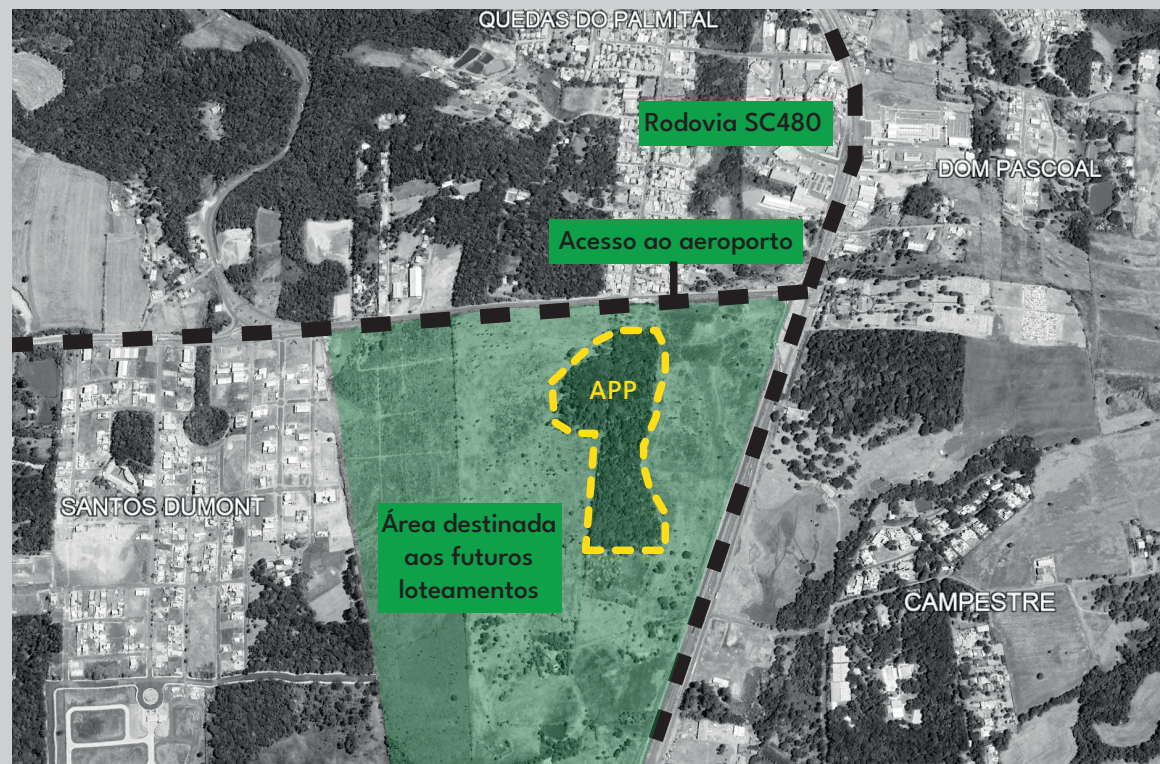 QUEDAS DO PALMITAL
Rodovia SC480
DOM PASCOAL
Acesso ao aeroporto
APP
SANTOS DUMONT
Área destinada
aos futuros
loteamentos
CAMPESTRE